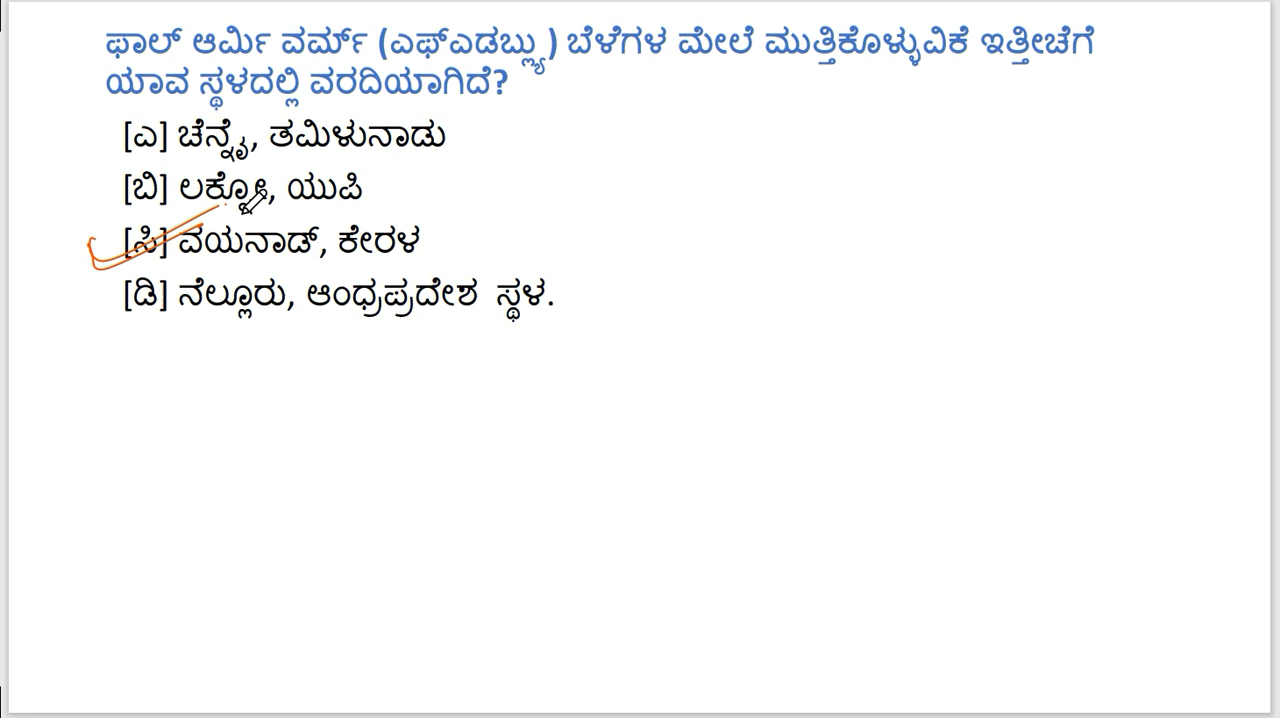 ಫಾಲ್ ಆರ್ಮಿ ವರ್ಮ್ (ಎಫ್ಎಡಬ್ಲ್ಯು) ಬೆಳೆಗಳ ಮೇಲೆ ಮುತ್ತಿಕೊಳ್ಳುವಿಕೆ ಇತ್ತೀಚೆಗೆ
ಯಾವ ಸ್ಥಳದಲ್ಲಿ ವರದಿಯಾಗಿದೆ?
[ಎ] ಚೆನ್ನೈ, ತಮಿಳುನಾಡು
[ಬಿ] ಲಕ್ನೋ, ಯುಪಿ
[ಸಿ] ವಯನಾಡ್, ಕೇರಳ
[ಡಿ] ನೆಲ್ಲೂರು, ಆಂಧ್ರಪ್ರದೇಶ ಸ್ಥಳ.